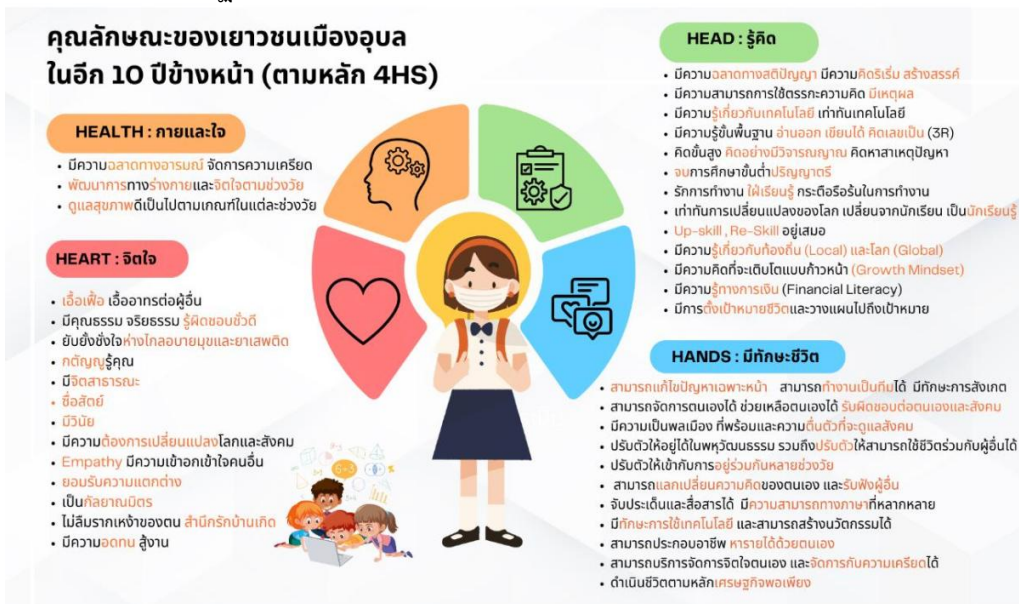 คุณลักษณะของเยาวชนเมืองอุบล
ในอีก 10 ปีข้างหน้า (ตามหลัก 4HS)
HEALTH : กายและใจ
• มีความฉลาดทางอารมณ์ จัดการความเครียด
• พัฒนาการทางร่างกายและจิตใจตามช่วงวัย
• ดูแลสุขภาพดีเป็นไปตามเกณฑ์ในแต่ละช่วงวัย
HEART : จิตใจ
• เอื้อเฟื้อ เอื้ออาทรต่อผู้อื่น
• มีคุณธรรม จริยธรรม รู้ผิดชอบชั่วดี
• ยับยั้งชั่งใจห่างไกลอบายมุขและยาเสพติด
• กตัญญูรู้คุณ
• มีจิตสาธารณะ
• ซื่อสัตย์
• มีวินัย
• มีความต้องการเปลี่ยนแปลงโลกและสังคม
• Empathy มีความเข้าอกเข้าใจคนอื่น
• ยอมรับความแตกต่าง
• เป็นกัลยาณมิตร
• ไม่ลืมรากเหง้าของตน สำนึกรักบ้านเกิด
• มีความอดทน สู้งาน
HEAD : รู้คิด
• มีความฉลาดทางสติปัญญา มีความคิดริเริ่ม สร้างสรรค์
• มีความสามารถการใช้ตรรกะความคิด มีเหตุผล
• มีความรู้เกี่ยวกับเทคโนโลยี เท่าทันเทคโนโลยี
• มีความรู้ขั้นพื้นฐาน อ่านออก เขียนได้ คิดเลขเป็น (3R)
• คิดขั้นสูง คิดอย่างมีวิจารณญาณ คิดหาสาเหตุปัญหา
• จบการศึกษาขั้นต่ำปริญญาตรี
• รักการทำงาน ใฝ่เรียนรู้ กระตือรือร้นในการทำงาน
• เท่าทันการเปลี่ยนแปลงของโลก เปลี่ยนจากนักเรียน เป็นนักเรียนรู้
• Up-skill , Re-Skill อยู่เสมอ
• มีความรู้เกี่ยวกับท้องถิ่น (Local) และโลก (Global)
• มีความคิดที่จะเติบโตแบบก้าวหน้า (Growth Mindset)
• มีความรู้ทางการเงิน (Financial Literacy)
• มีการตั้งเป้าหมายชีวิตและวางแผนไปถึงเป้าหมาย
HANDS : มีทักษะชีวิต
• สามารถแก้ไขปัญหาเฉพาะหน้า สามารถทำงานเป็นทีมได้ มีทักษะการสังเกต
• สามารถจัดการตนเองได้ ช่วยเหลือตนเองได้ รับผิดชอบต่อตนเองและสังคม
• มีความเป็นพลเมือง ที่พร้อมและความตื่นตัวที่จะดูแลสังคม
• ปรับตัวให้อยู่ได้ในพหุวัฒนธรรม รวมถึงปรับตัวให้สามารถใช้ชีวิตร่วมกับผู้อื่นได้
• ปรับตัวให้เข้ากับการอยู่ร่วมกันหลายช่วงวัย
• สามารถแลกเปลี่ยนความคิดของตนเอง และรับฟังผู้อื่น
• จับประเด็นและสื่อสารได้ มีความสามารถทางภาษาที่หลากหลาย
• มีทักษะการใช้เทคโนโลยี และสามารถสร้างนวัตกรรมได้
• สามารถประกอบอาชีพ หารายได้ด้วยตนเอง
• สามารถบริการจัดการจิตใจตนเอง และจัดการกับความเครียดได้
• ดำเนินชีวิตตามหลักเศรษฐกิจพอเพียง